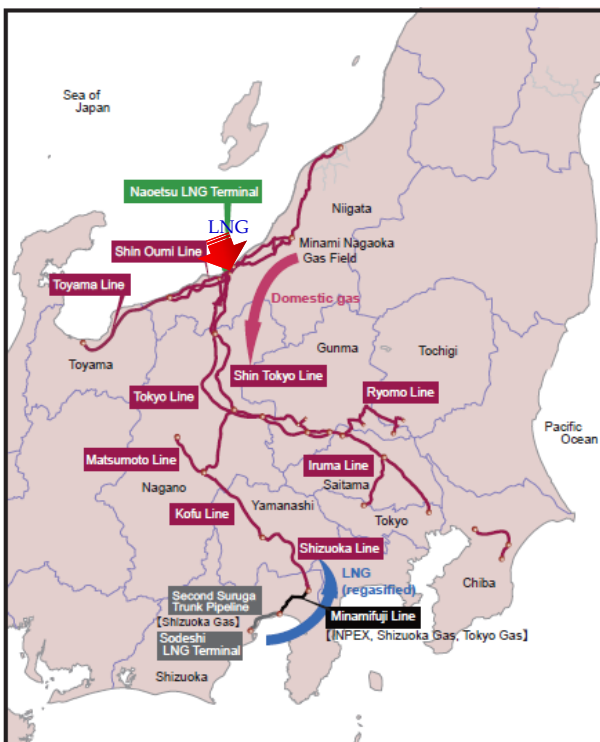 Sea of
Japan
Naoetsu LNG Terminal
Niigata
LNG
Shin Oumi Line
Minami Nagaoka
Gas Field
Toyama Line
Domestic gas
Toyama
Gunma
Tochigi
Shin Tokyo Line
Tokyo Line
Ryomo Line
Pacific
Ocean
Matsumoto Line
Iruma Line
Nagano
Saitama
Kofu Line
Yamanashi
Tokyo
Shizuoka Line
LNG
(regasified)
Chiba
Second Suruga
Trunk Pipeline
【Shizuoka Gas】
Minamifuji Line
【INPEX, Shizuoka Gas, Tokyo Gas】
Sodeshi
LNG Terminal
Shizuoka